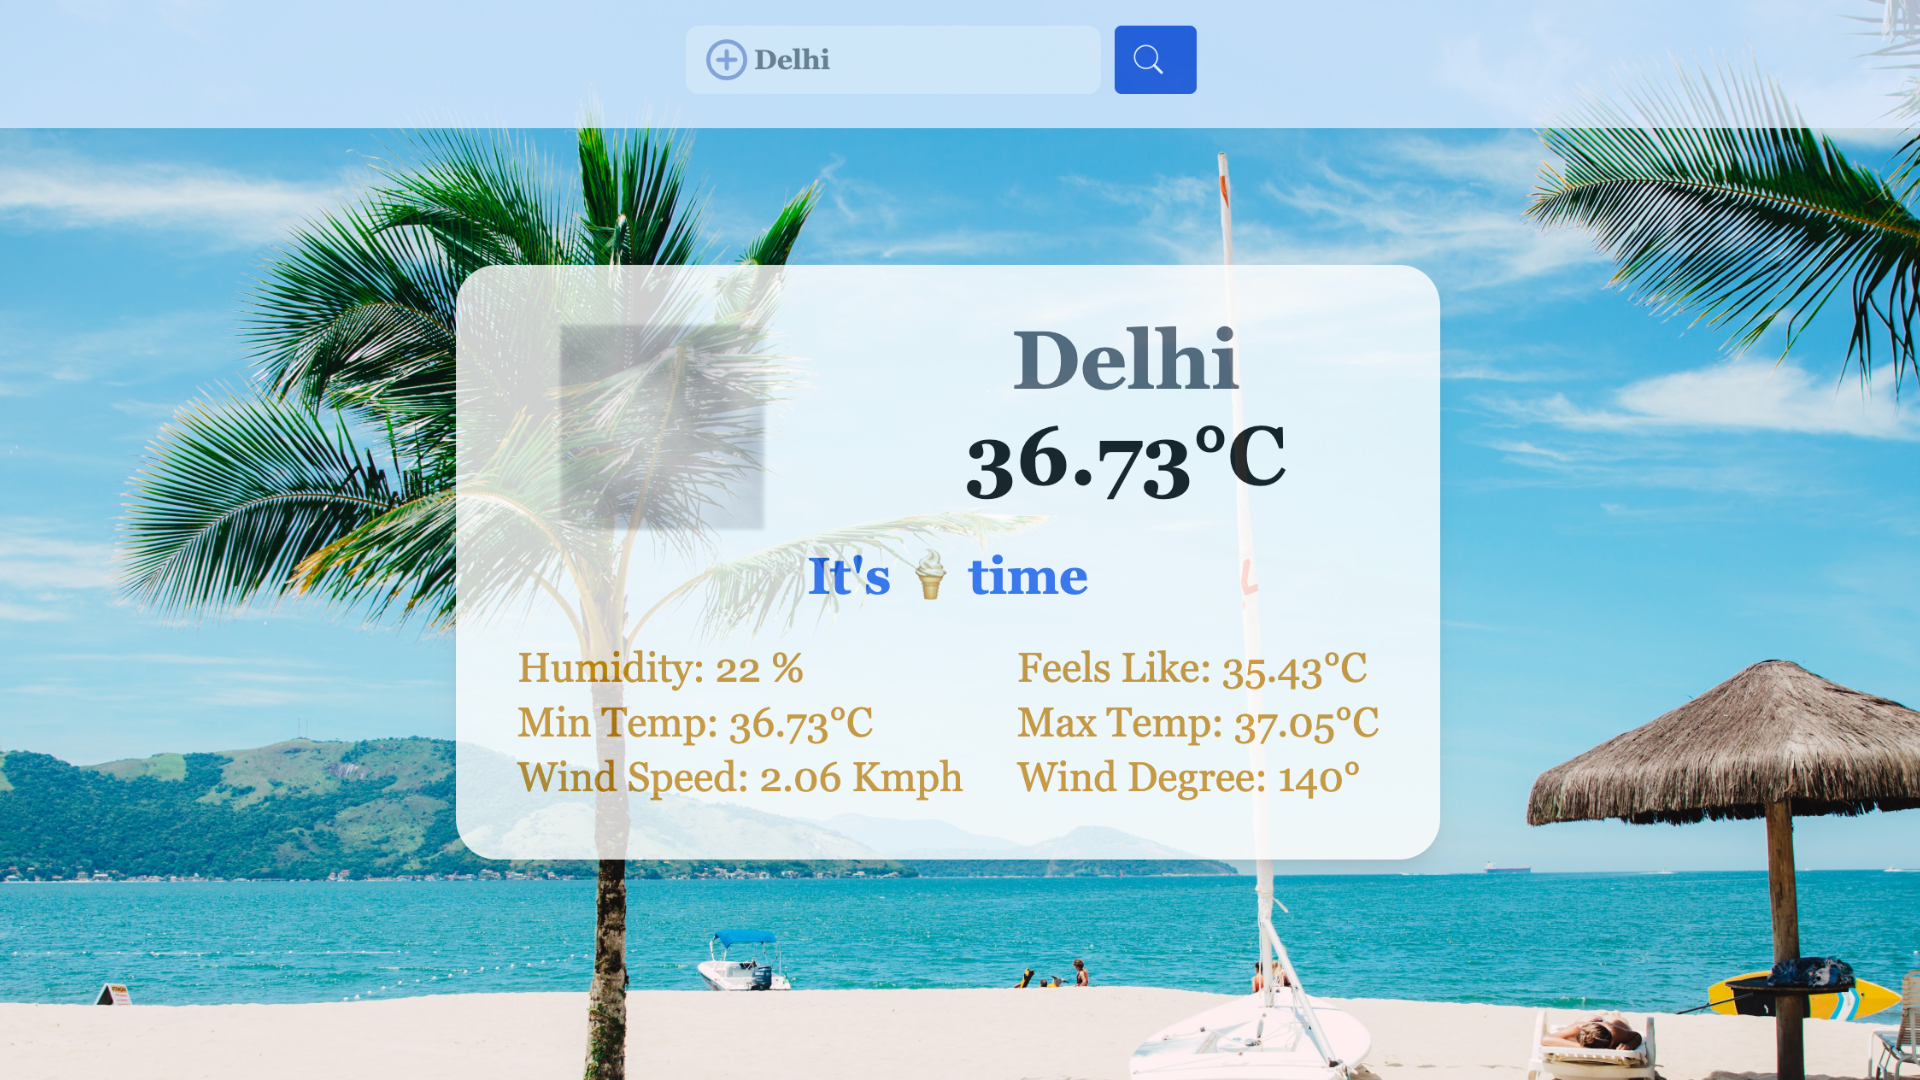 Delhi
Delhi
36.73°C
It's 🍦 time
Humidity: 22 %
Feels Like: 35.43°C
Min Temp: 36.73°C
Max Temp: 37.05°C
Wind Speed: 2.06 Kmph
Wind Degree: 140°